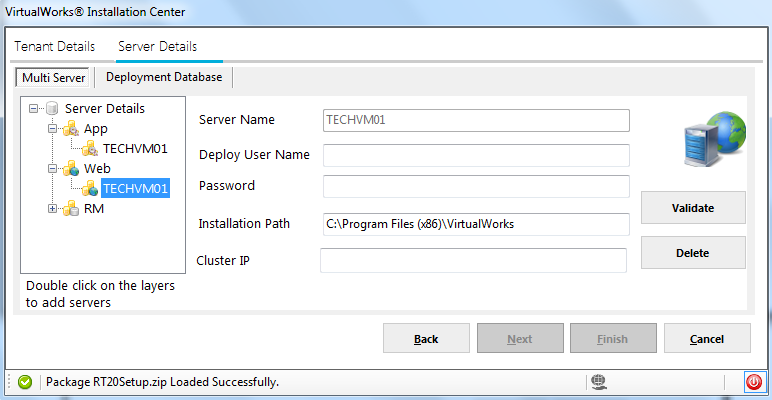 VirtualWorks® Installation Center
Tenant Details
Server Details
Multi Server
Deployment Database
Server Details
App
TECHVM01
Web
TECHVM01
RM
Double click on the layers
to add servers
Server Name
TECHVM01
Deploy User Name
Password
Installation Path
C:\Program Files (x86)\VirtualWorks
Cluster IP
Validate
Delete
Back
Next
Finish
Cancel
Package RT20Setup.zip Loaded Successfully.